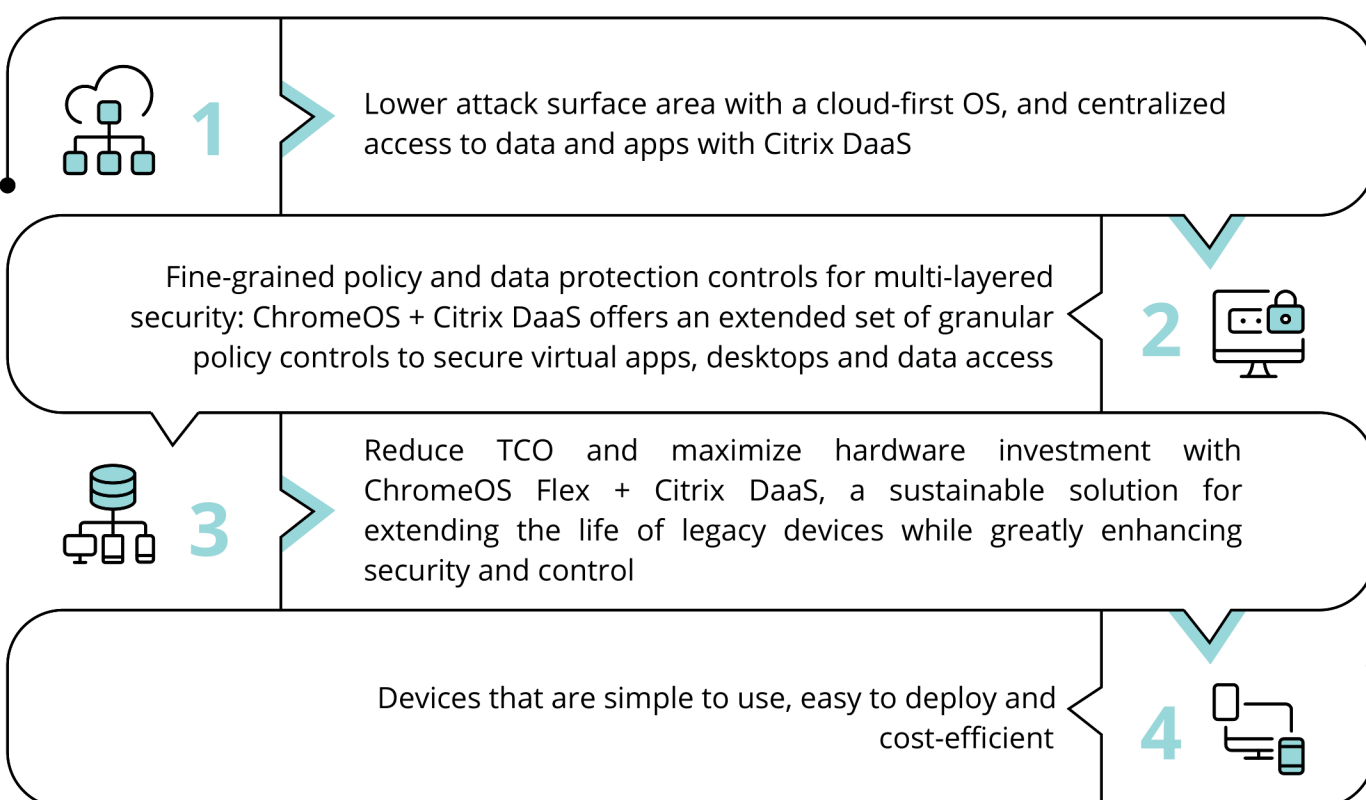 1
Lower attack surface area with a cloud-first OS, and centralized
access to data and apps with Citrix DaaS
Fine-grained policy and data protection controls for multi-layered
security: ChromeOS + Citrix DaaS offers an extended set of granular
policy controls to secure virtual apps, desktops and data access
2
3
Reduce TCO and maximize hardware investment with
ChromeOS Flex + Citrix DaaS, a sustainable solution for
extending the life of legacy devices while greatly enhancing
security and control
Devices that are simple to use, easy to deploy and
cost-efficient
4